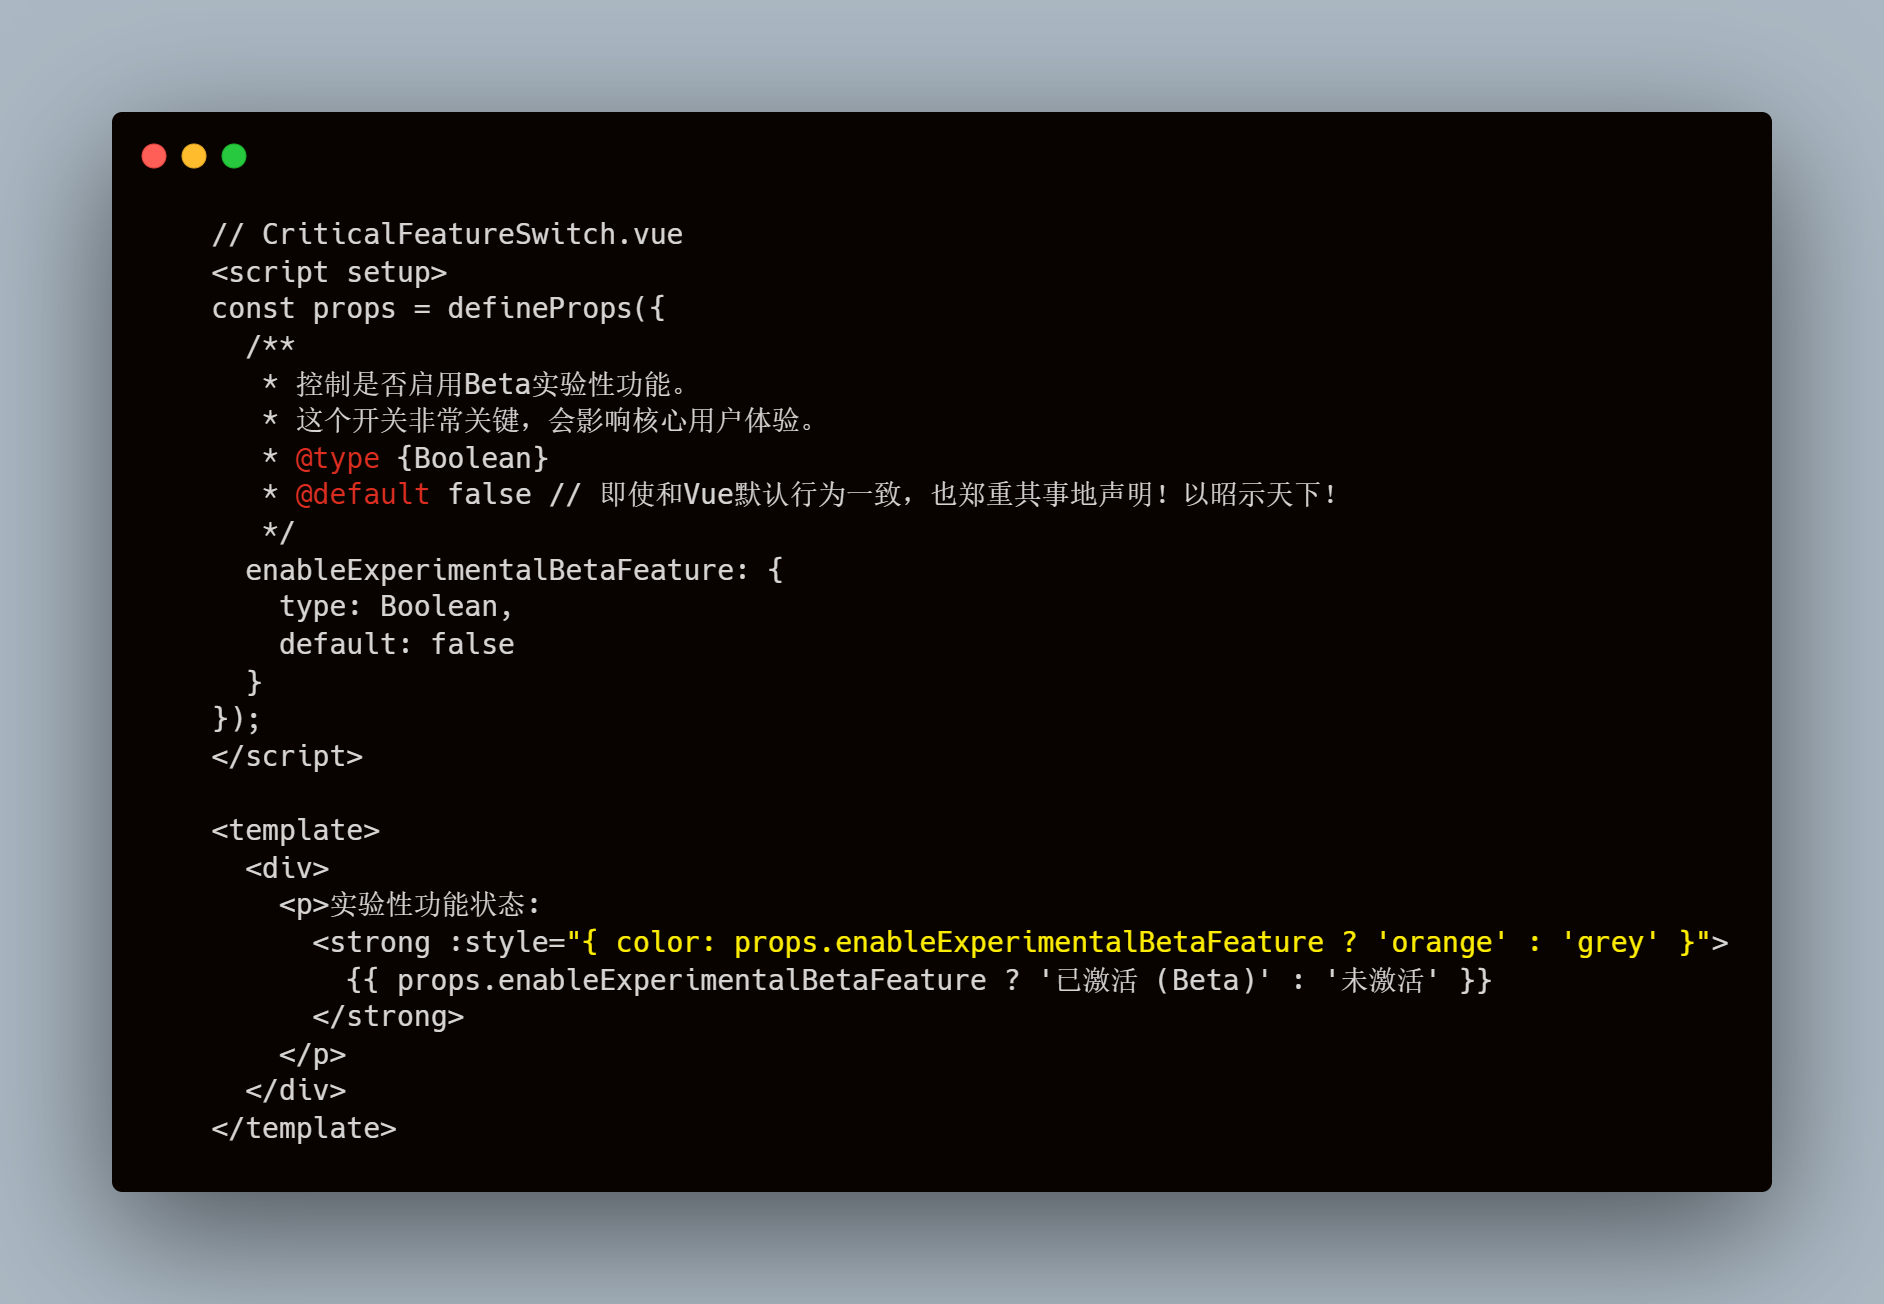 // CriticalFeatureSwitch.vue
<script setup>
const props = defineProps({
  /**
   * 控制是否启用Beta实验性功能。
   * 这个开关非常关键，会影响核心用户体验。
   * @type {Boolean}
   * @default false // 即使和Vue默认行为一致，也郑重其事地声明！以昭示天下！
   */
  enableExperimentalBetaFeature: {
    type: Boolean,
    default: false
  }
});
</script>

<template>
  <div>
    <p>实验性功能状态:
      <strong :style="{ color: props.enableExperimentalBetaFeature ? 'orange' : 'grey' }">
        {{ props.enableExperimentalBetaFeature ? '已激活 (Beta)' : '未激活' }}
      </strong>
    </p>
  </div>
</template>